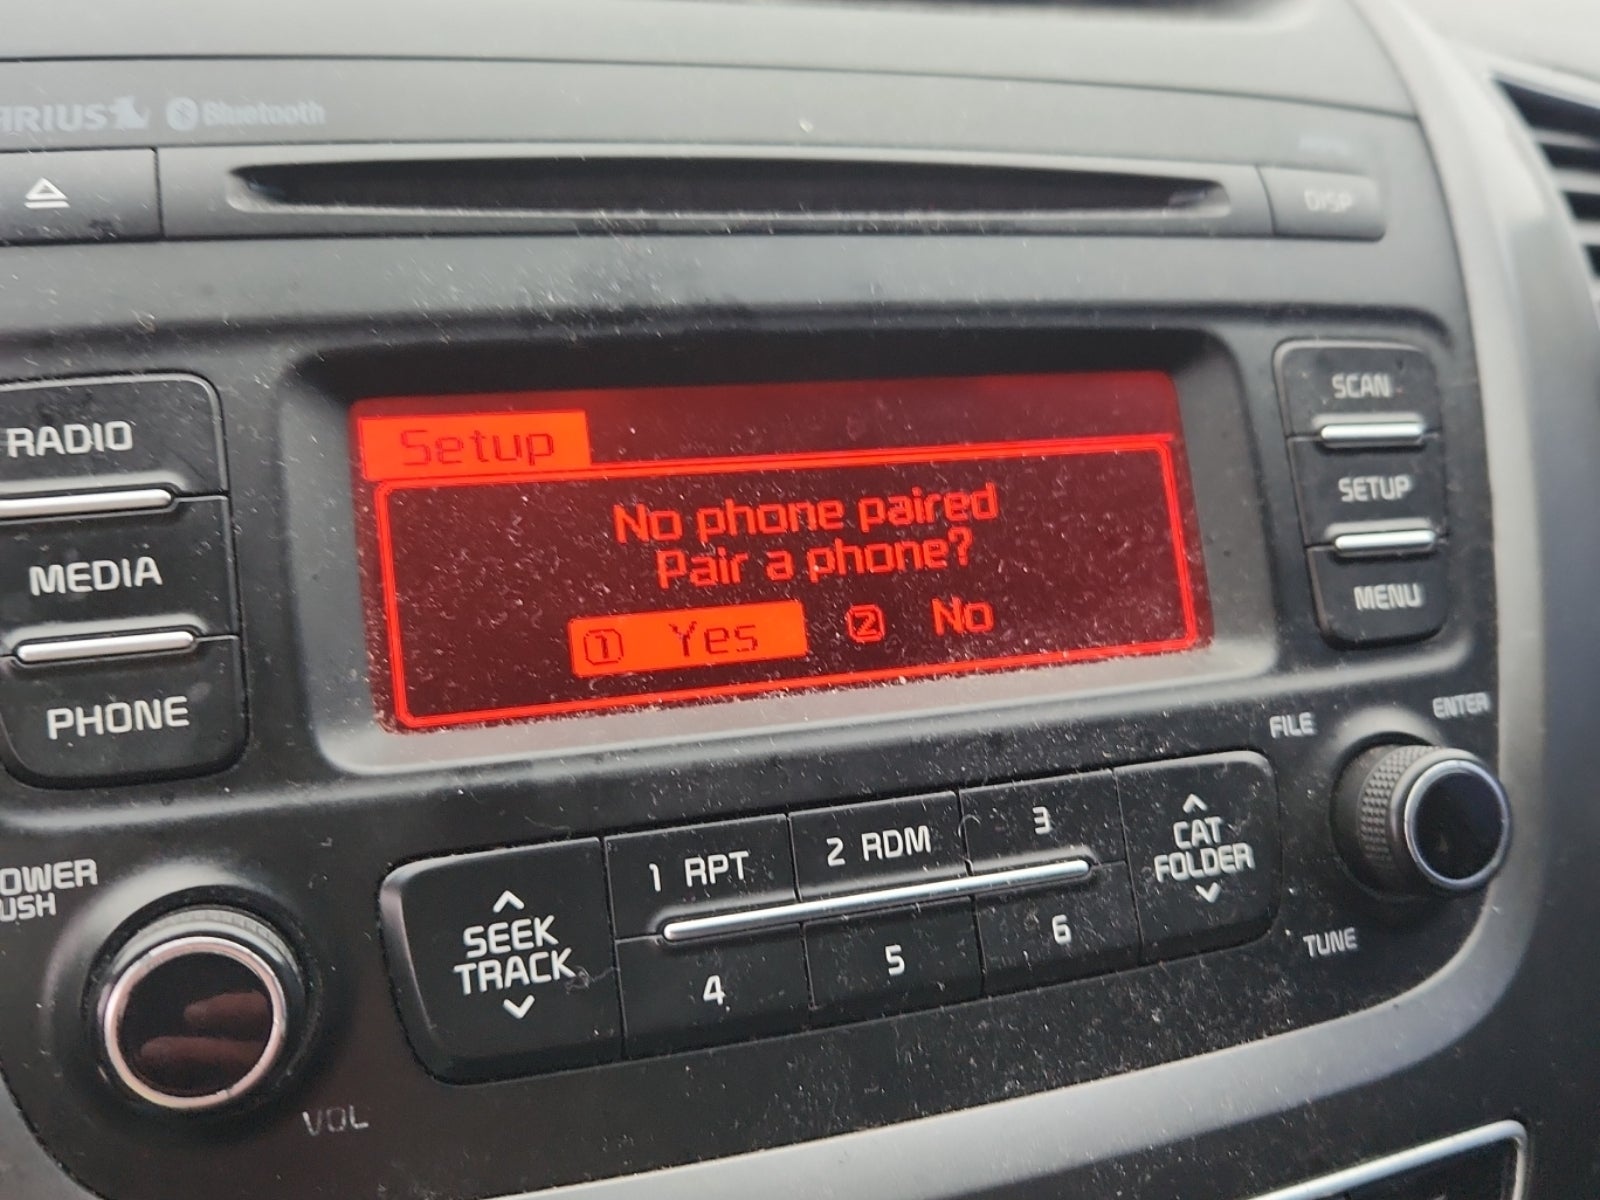 Bluetooth
DISP
RADIO
MEDIA
PHONE
Setup
No phone paired
Pair a phone?
1 Yes 2 No
SCAN
SETUP
MENU
FILE
ENTER
TUNE
VOL
SEEK
TRACK
1 RPT
2 RDM
3
4
5
6
CAT
FOLDER